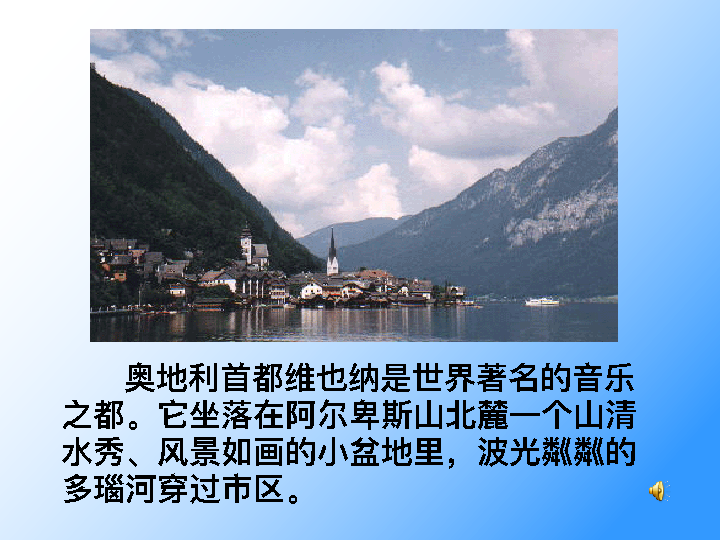 奥地利首都维也纳是世界著名的音乐
之都。它坐落在阿尔卑斯山北麓一个山清
水秀、风景如画的小盆地里，波光粼粼的
多瑙河穿过市区。